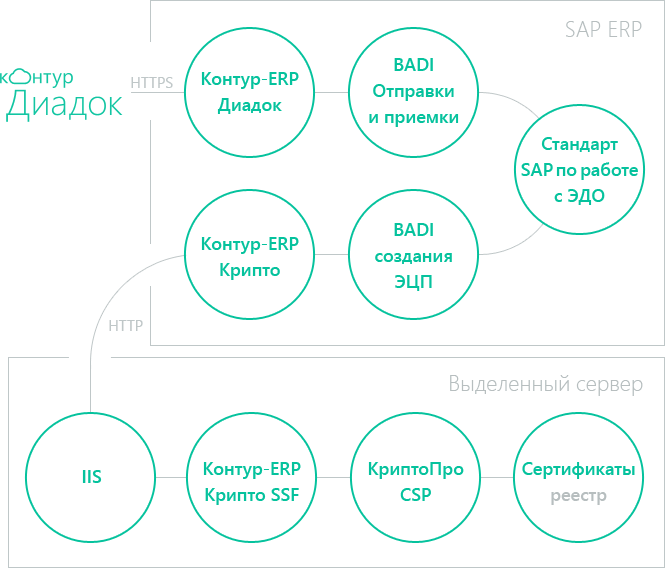 SAP ERP
контур
Диадок
HTTPS
Контур-ERP
Диадок
BADI
Отправки
и приемки
Стандарт
SAP по работе
с ЭДО
Контур-ERP
Крипто
BADI
создания
ЭЦП
HTTP
Выделенный сервер
IIS
Контур-ERP
Крипто SSF
КриптоПро
CSP
Сертификаты
реестр